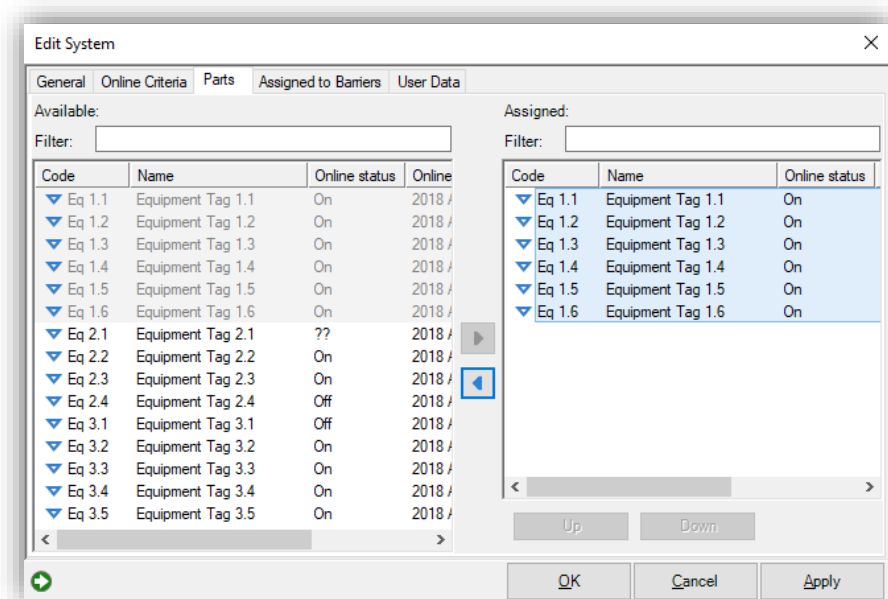 Edit System
General Online Criteria Parts Assigned to Barriers User Data
Available:
Filter:
Code Name Online status Online
Eq 1.1 Equipment Tag 1.1 On 2018 A
Eq 1.2 Equipment Tag 1.2 On 2018 A
Eq 1.3 Equipment Tag 1.3 On 2018 A
Eq 1.4 Equipment Tag 1.4 On 2018 A
Eq 1.5 Equipment Tag 1.5 On 2018 A
Eq 1.6 Equipment Tag 1.6 On 2018 A
Eq 2.1 Equipment Tag 2.1 ?? 2018 A
Eq 2.2 Equipment Tag 2.2 On 2018 A
Eq 2.3 Equipment Tag 2.3 On 2018 A
Eq 2.4 Equipment Tag 2.4 Off 2018 A
Eq 3.1 Equipment Tag 3.1 Off 2018 A
Eq 3.2 Equipment Tag 3.2 On 2018 A
Eq 3.3 Equipment Tag 3.3 On 2018 A
Eq 3.4 Equipment Tag 3.4 On 2018 A
Eq 3.5 Equipment Tag 3.5 On 2018 A
Assigned:
Filter:
Code Name Online status
Eq 1.1 Equipment Tag 1.1 On
Eq 1.2 Equipment Tag 1.2 On
Eq 1.3 Equipment Tag 1.3 On
Eq 1.4 Equipment Tag 1.4 On
Eq 1.5 Equipment Tag 1.5 On
Eq 1.6 Equipment Tag 1.6 On
Up Down
OK Cancel Apply